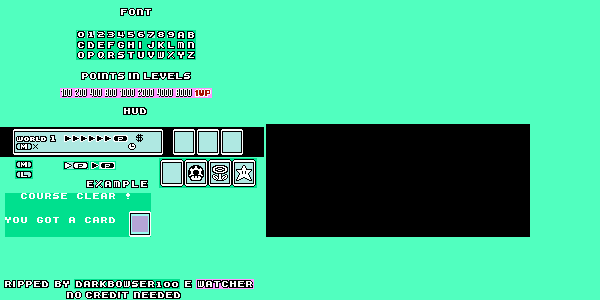 FONT
0123456789AB
CDEFGHIJKLMN
OPQRSTUVWXYZ
POINTS IN LEVELS
100 200 400 800 1000 2000 4000 8000 1UP
HUD
WORLD 1 P $
<M>×
<M> P P
<L>
EXAMPLE
COURSE CLEAR !
YOU GOT A CARD
RIPPED BY DARKBOWSER100 E WATCHER
NO CREDIT NEEDED